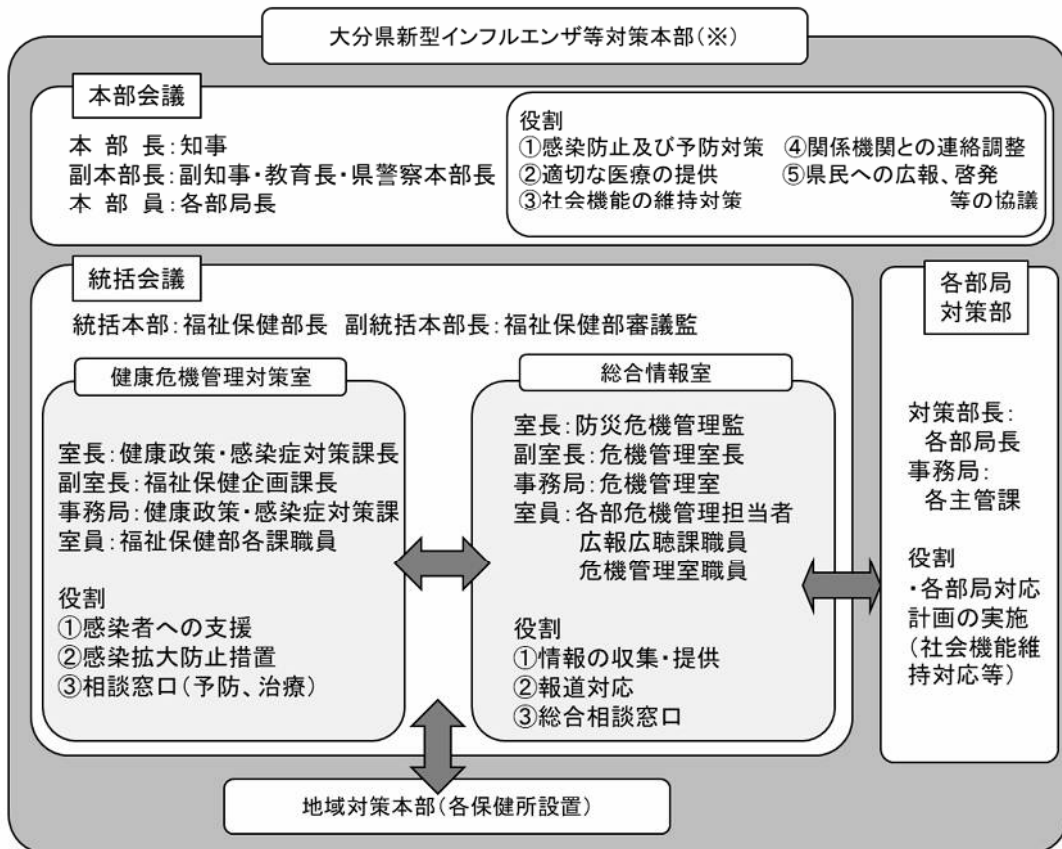 大分県新型インフルエンザ等対策本部(※)
本部会議
本 部 長:知事
副本部長:副知事・教育長・県警察本部長
本 部 員:各部局長
役割
①感染防止及び予防対策
②適切な医療の提供
③社会機能の維持対策
④関係機関との連絡調整
⑤県民への広報、啓発
等の協議
統括会議
統括本部:福祉保健部長 副統括本部長:福祉保健部審議監
健康危機管理対策室
室長:健康政策・感染症対策課長
副室長:福祉保健企画課長
事務局:健康政策・感染症対策課
室員:福祉保健部各課職員
役割
①感染者への支援
②感染拡大防止措置
③相談窓口(予防、治療)
総合情報室
室長:防災危機管理監
副室長:危機管理室長
事務局:危機管理室
室員:各部危機管理担当者
広報広聴課職員
危機管理室職員
役割
①情報の収集・提供
②報道対応
③総合相談窓口
各部局
対策部
対策部長:
各部局長
事務局:
各主管課
役割
・各部局対応
計画の実施
(社会機能維
持対応等)
地域対策本部(各保健所設置)